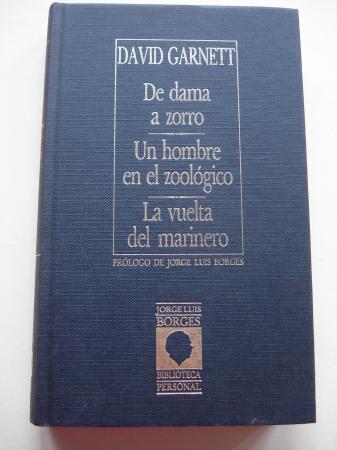 DAVID GARNETT
De dama
a zorro
Un hombre
en el zoológico
La vuelta
del marinero
PRÓLOGO DE JORGE LUIS BORGES
JORGE LUIS
BORGES
BIBLIOTECA
PERSONAL